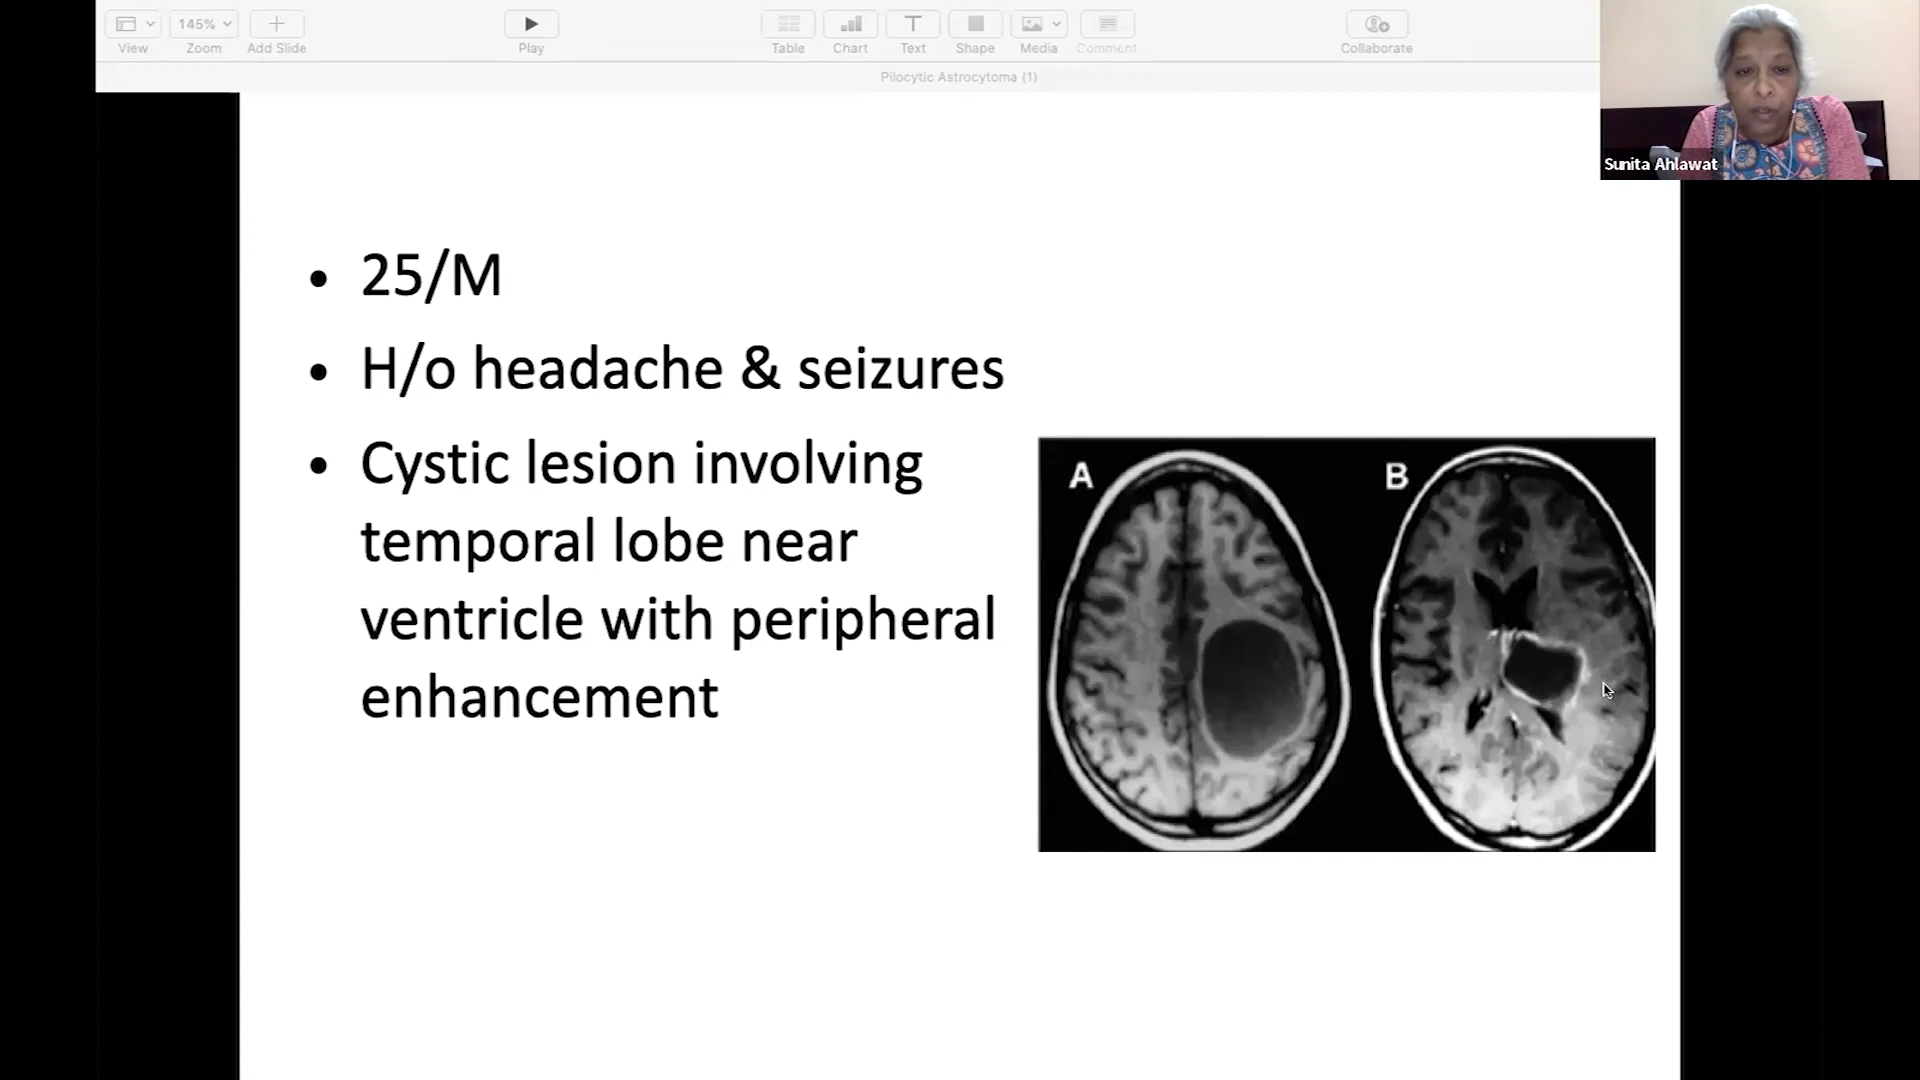 145%
View
Zoom
Add Slide
Play
Table
Chart
Text
Shape
Media
Comment
Collaborate
Pilocytic Astrocytoma (1)
Sunita Ahlawat
• 25/M
• H/o headache & seizures
• Cystic lesion involving
temporal lobe near
ventricle with peripheral
enhancement
A
B